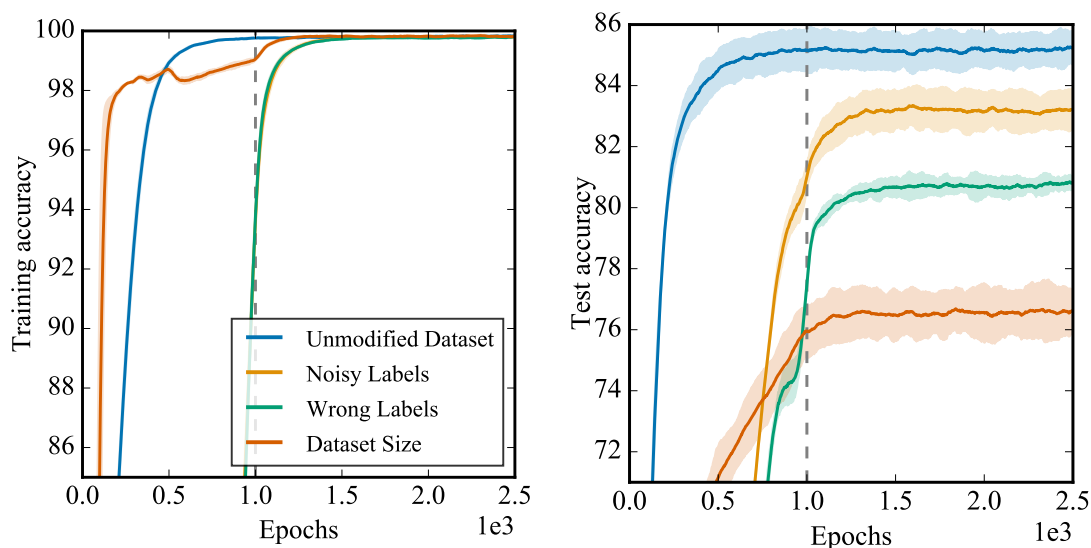 Training accuracy
100
98
96
94
92
90
88
86
0.0
0.5
1.0
1.5
2.0
2.5
Epochs
1e3
Unmodified Dataset
Noisy Labels
Wrong Labels
Dataset Size
Test accuracy
86
84
82
80
78
76
74
72
0.0
0.5
1.0
1.5
2.0
2.5
Epochs
1e3